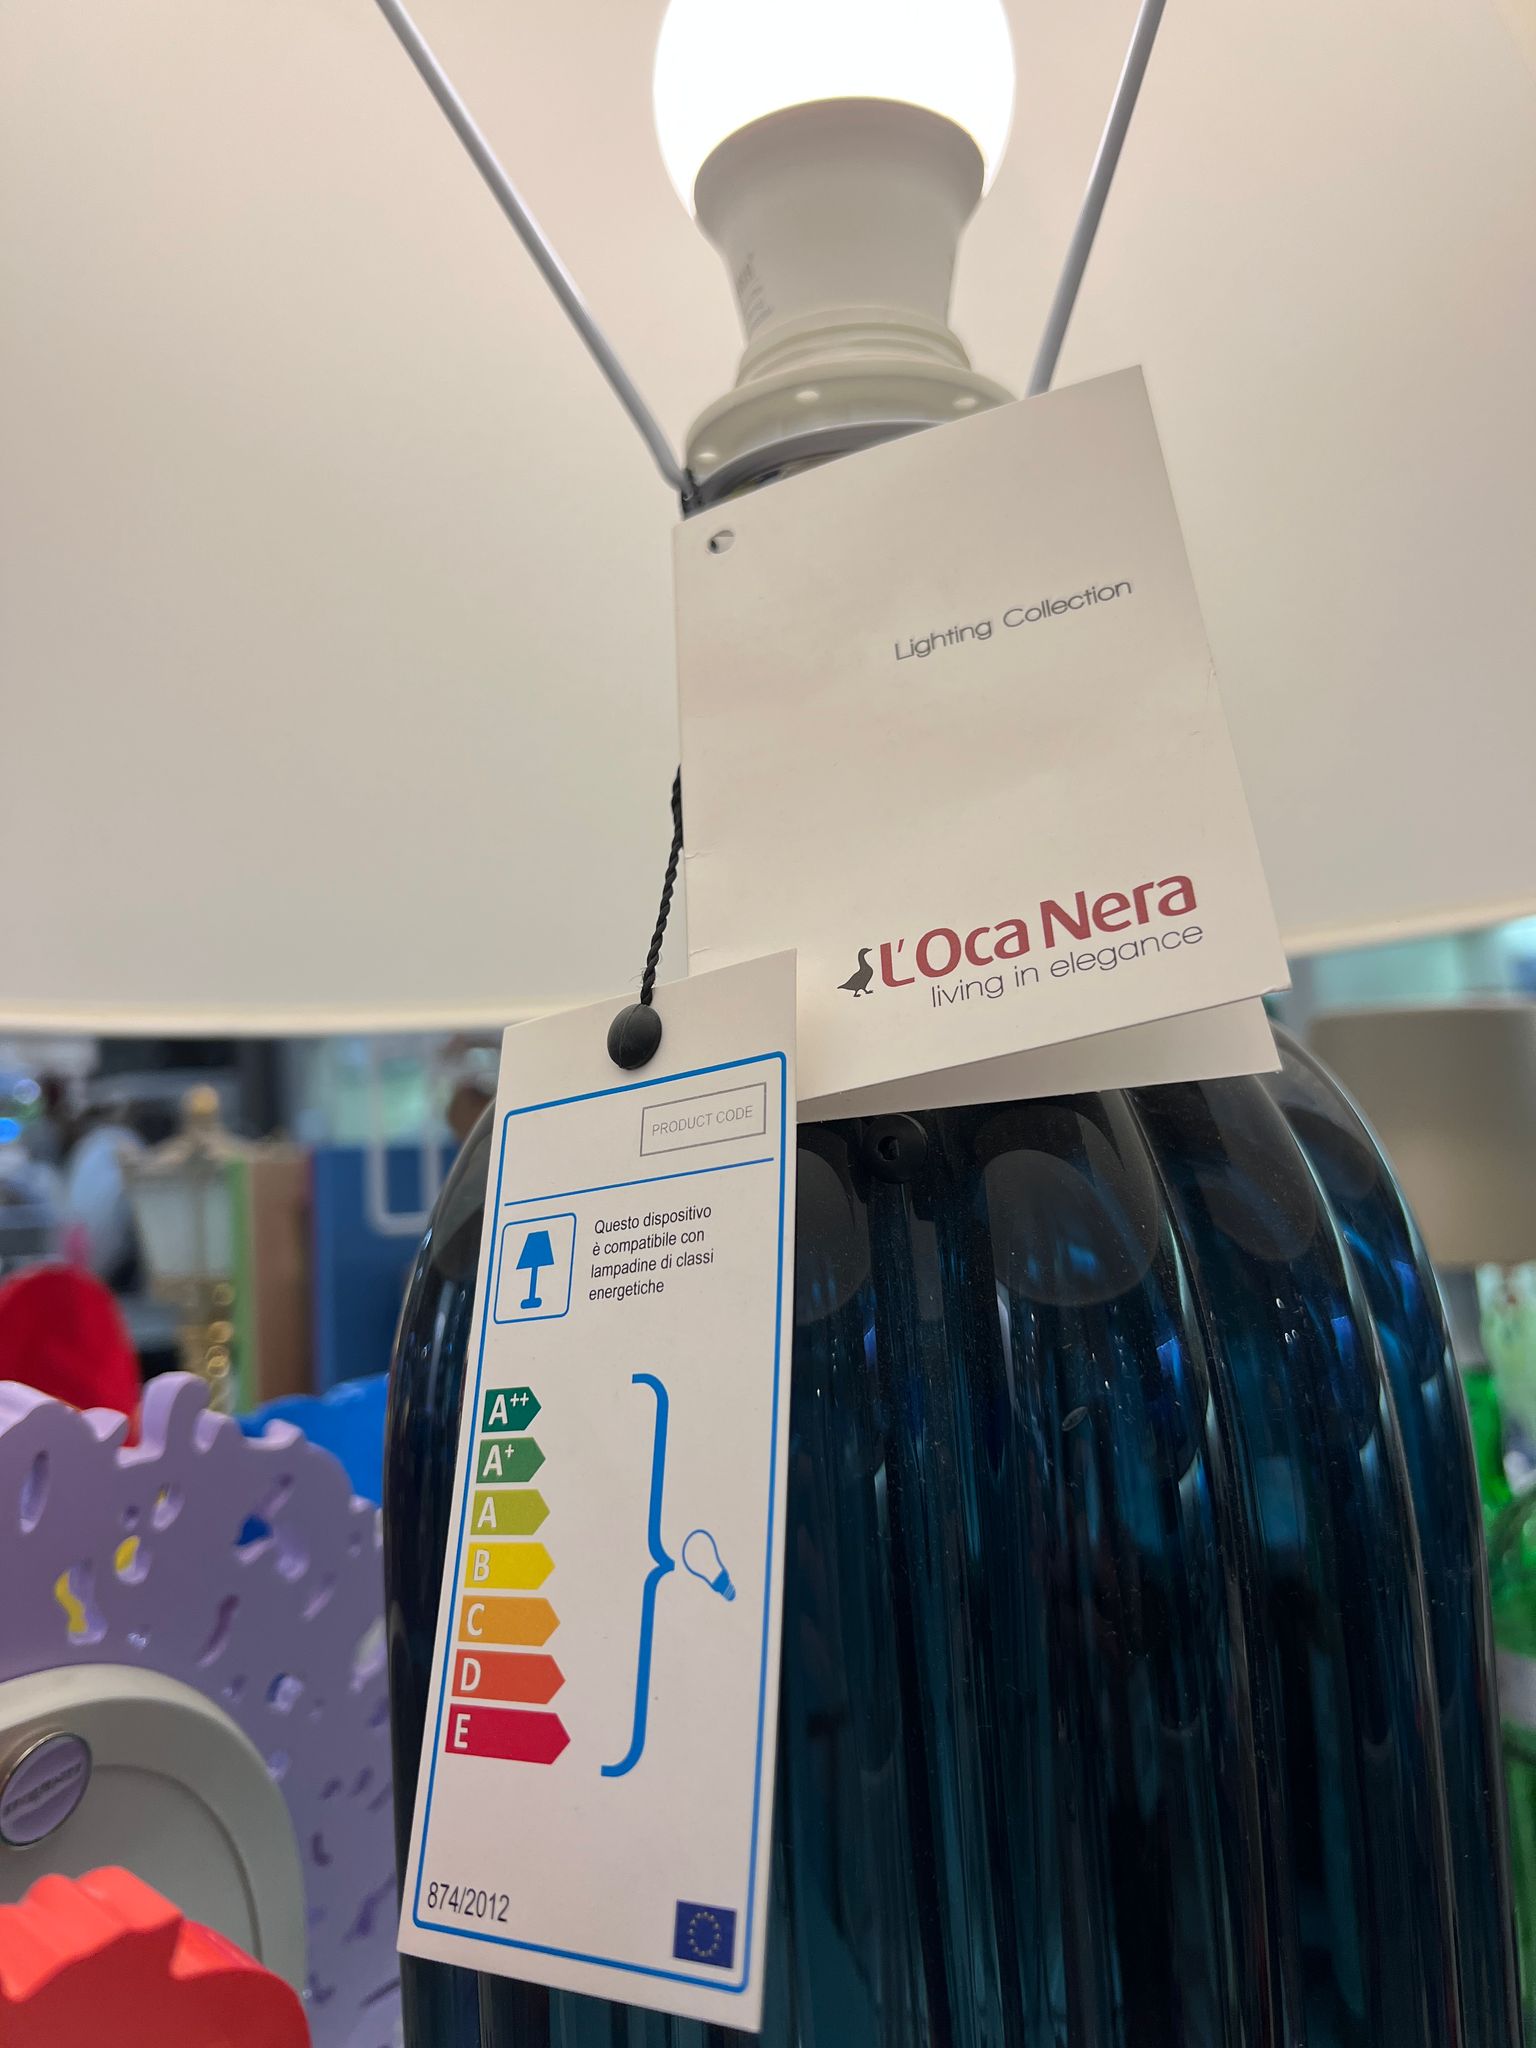 Lighting Collection
L'Oca Nera
living in elegance
PRODUCT CODE
Questo dispositivo
è compatibile con
lampadine di classi
energetiche
A++
A+
A
B
C
D
E
874/2012